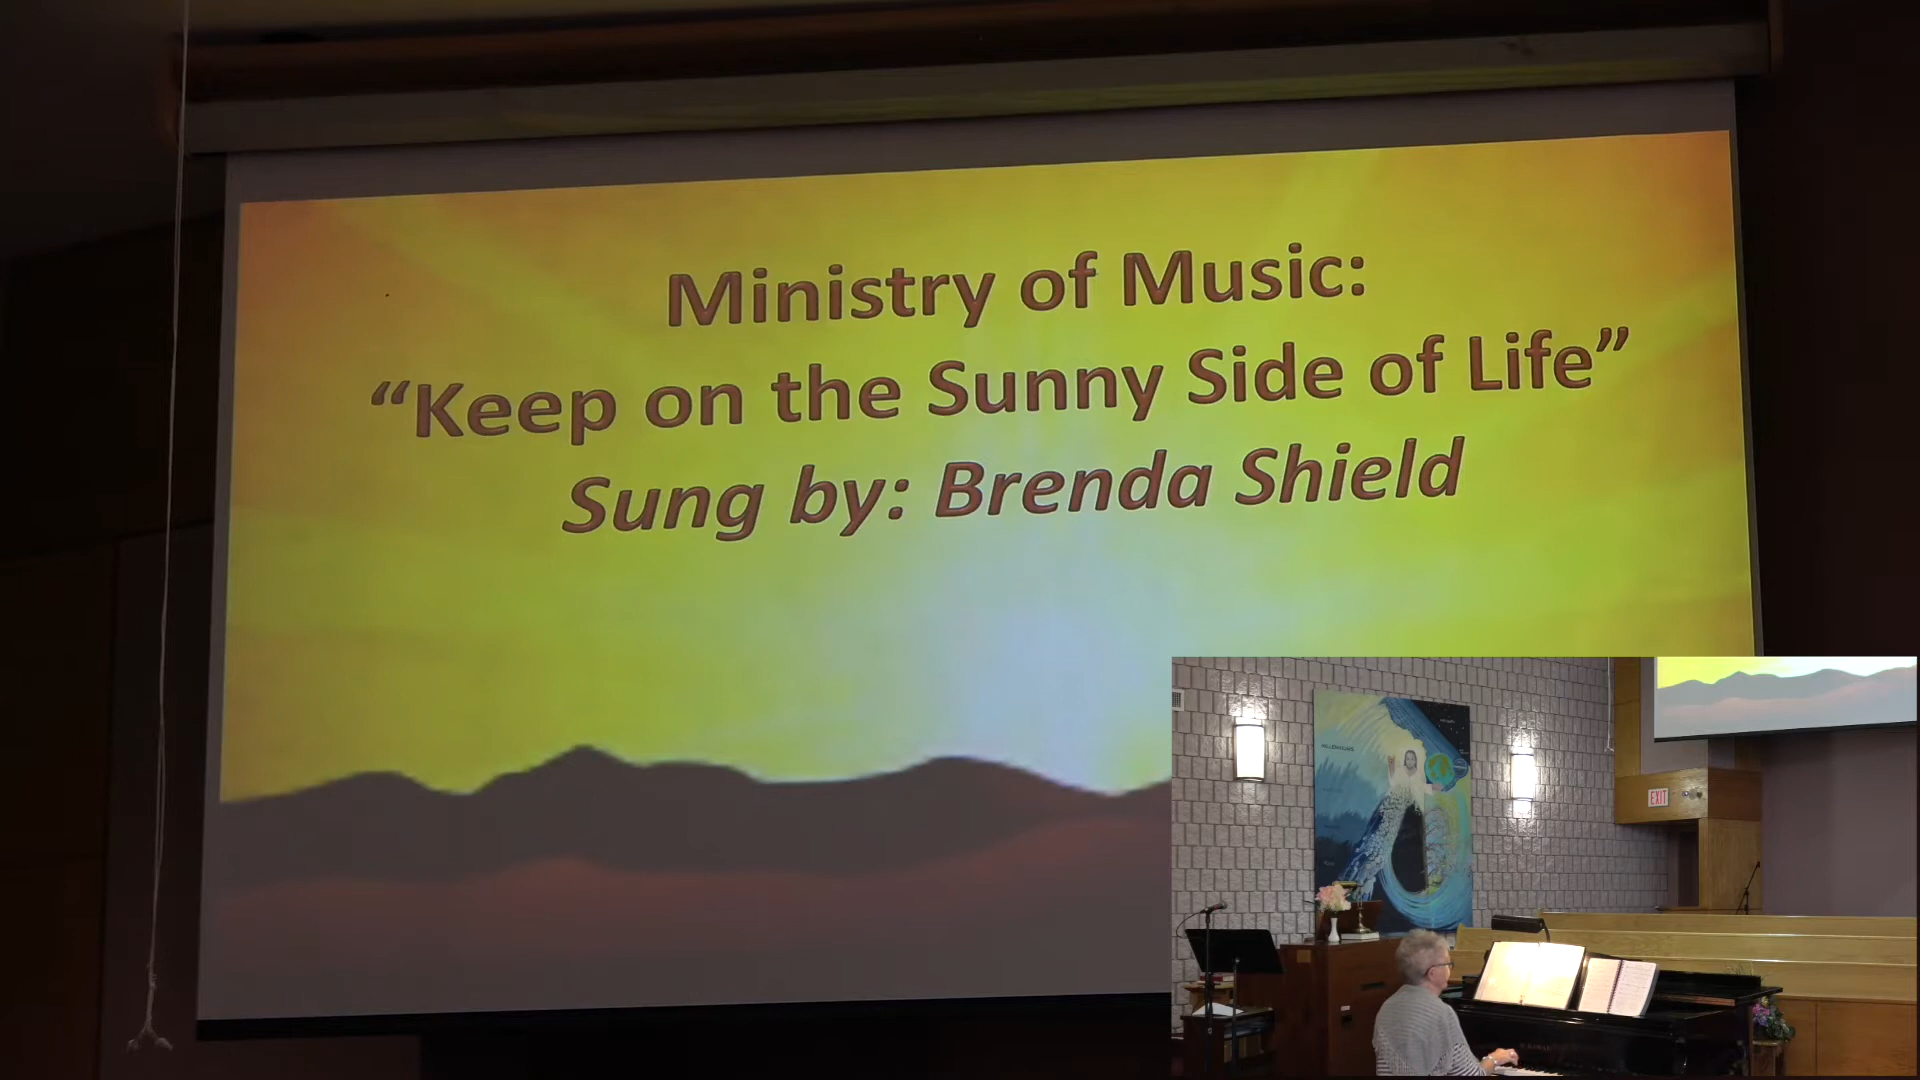 Ministry of Music:
“Keep on the Sunny Side of Life”
Sung by: Brenda Shield
EXIT